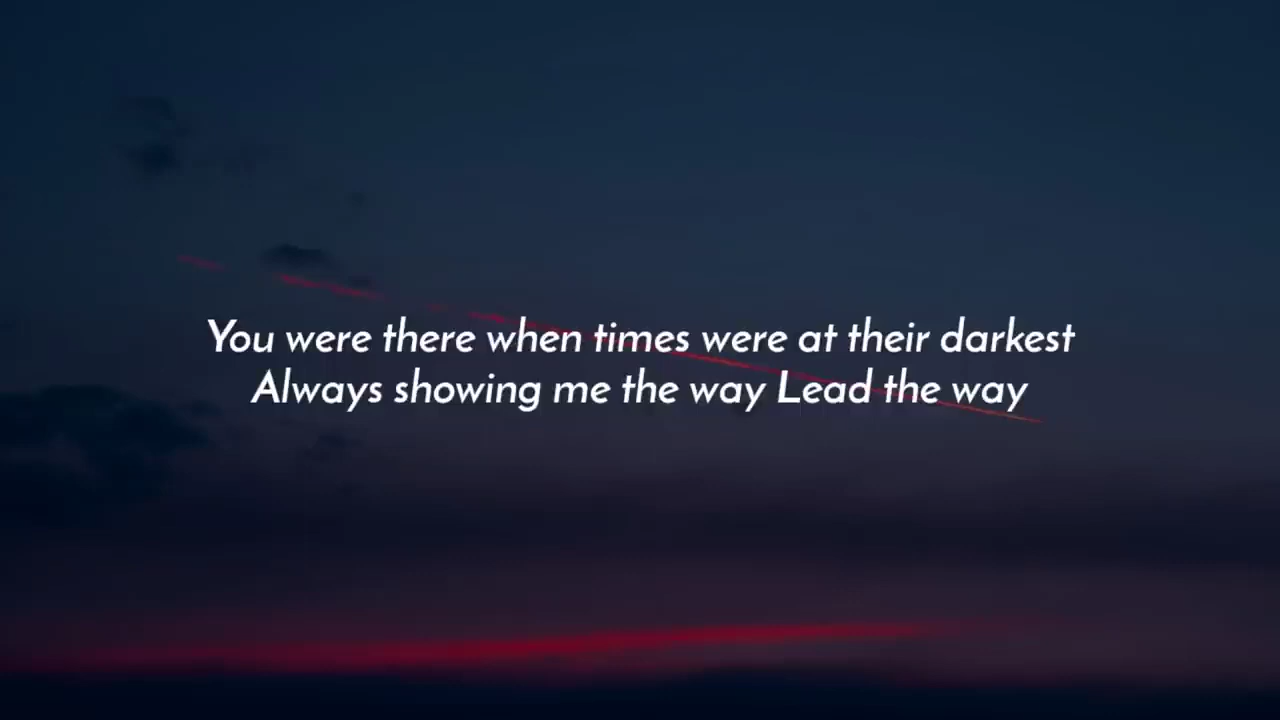 You were there when times were at their darkest
Always showing me the way Lead the way